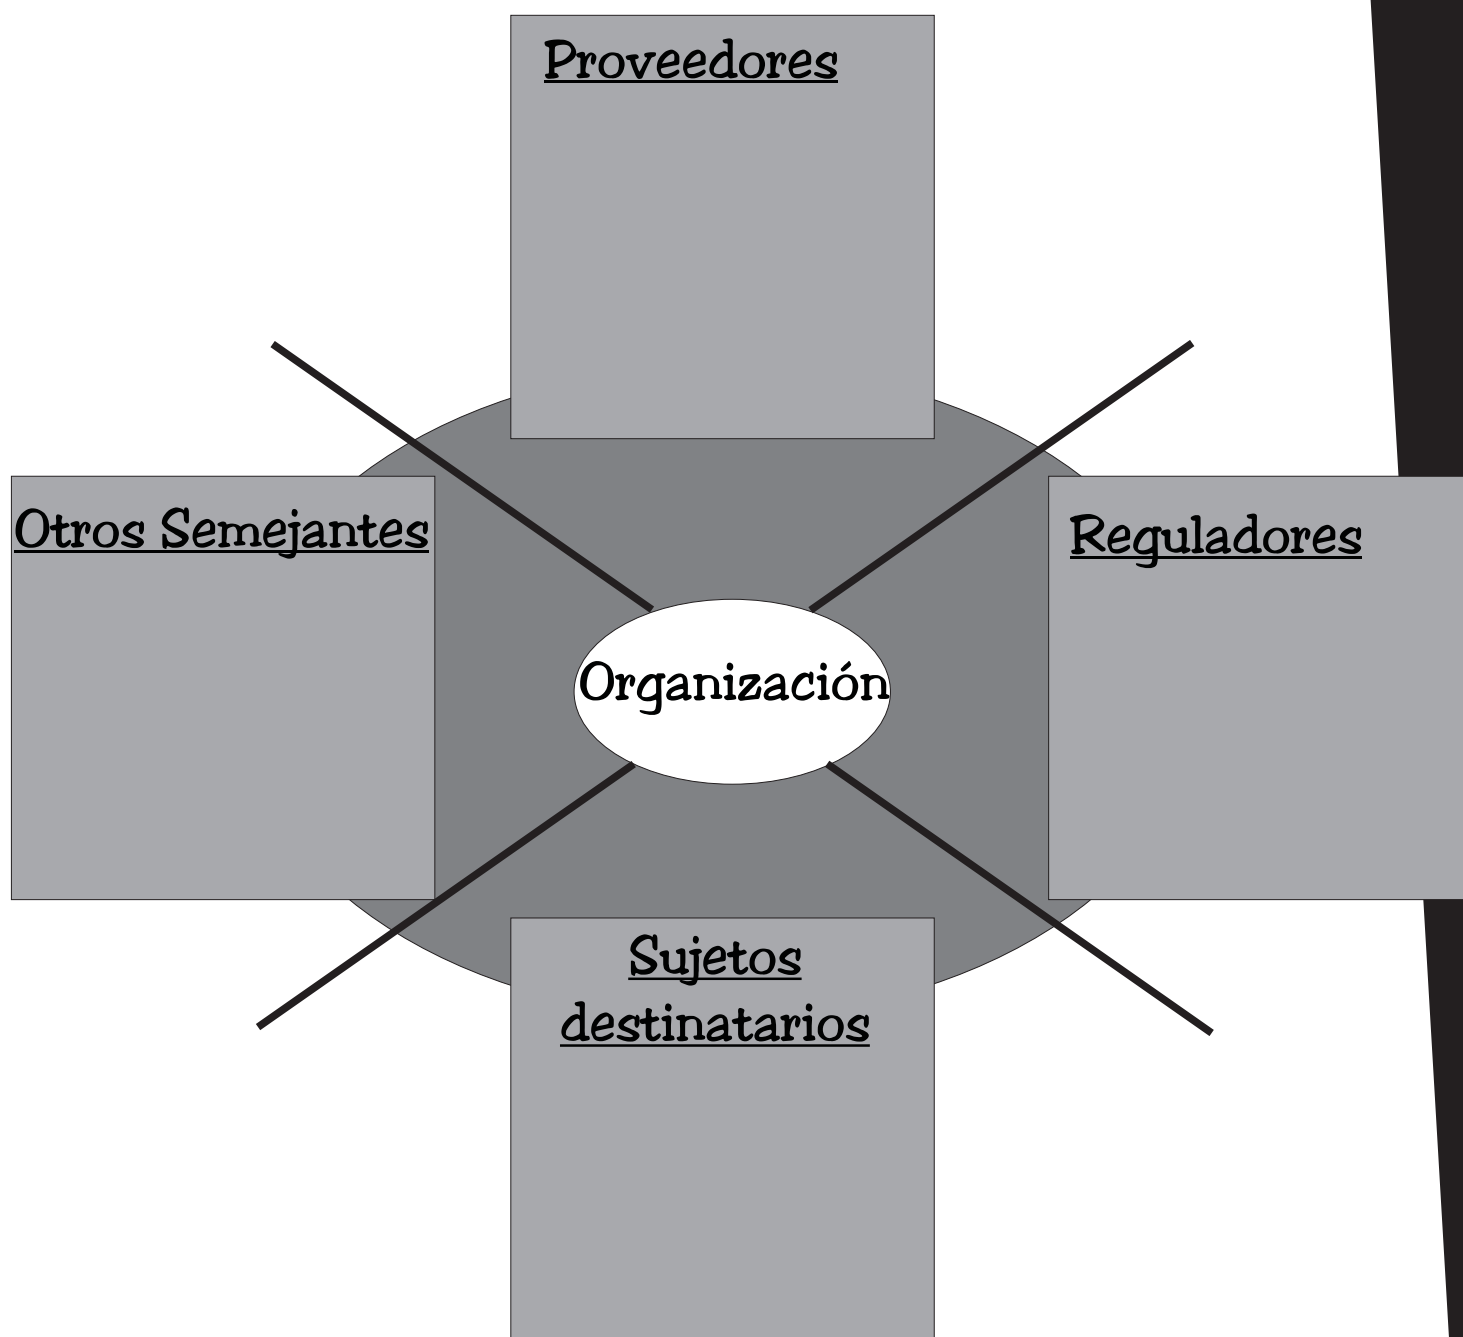 Proveedores
Otros Semejantes
Reguladores
Organización
Sujetos
destinatarios